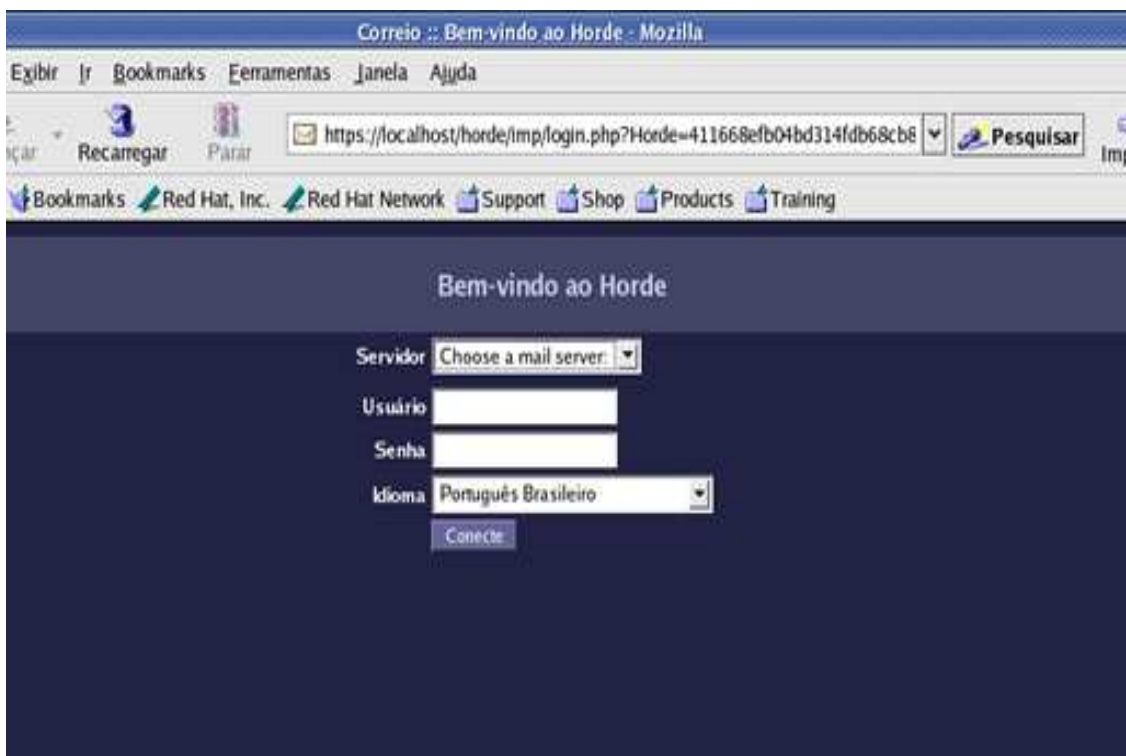 Correio :: Bem-vindo ao Horde - Mozilla
Exibir Ir Bookmarks Ferramentas Janela Ajuda
Recarregar Parar https://localhost/horde/imp/login.php?Horde=411668efb04bd314fdb68cb8 Pesquisar Imp
Bookmarks Red Hat, Inc. Red Hat Network Support Shop Products Training
Bem-vindo ao Horde
Servidor Choose a mail server:
Usuário
Senha
Idioma Português Brasileiro
Conecte